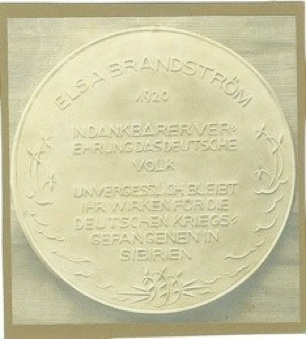 ELSA BRANDSTRÖM
1920
IN DANKBARER VER-
EHRUNG DAS DEUTSCHE
VOLK
UNVERGESSLICH BLEIBT
IHR WIRKEN FÜR DIE
DEUTSCHEN KRIEGS-
GEFANGENEN IN
SIBIRIEN